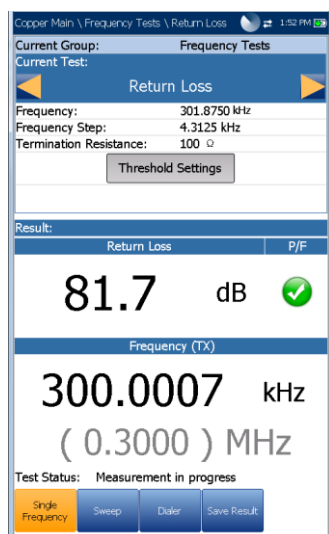 Copper Main \ Frequency Tests \ Return Loss 1:52 PM
Current Group: Frequency Tests
Current Test:
Return Loss
Frequency: 301.8750 kHz
Frequency Step: 4.3125 kHz
Termination Resistance: 100 Ω
Threshold Settings
Result:
Return Loss P/F
81.7 dB
Frequency (TX)
300.0007 kHz
( 0.3000 ) MHz
Test Status: Measurement in progress
Single Frequency Sweep Dialer Save Result